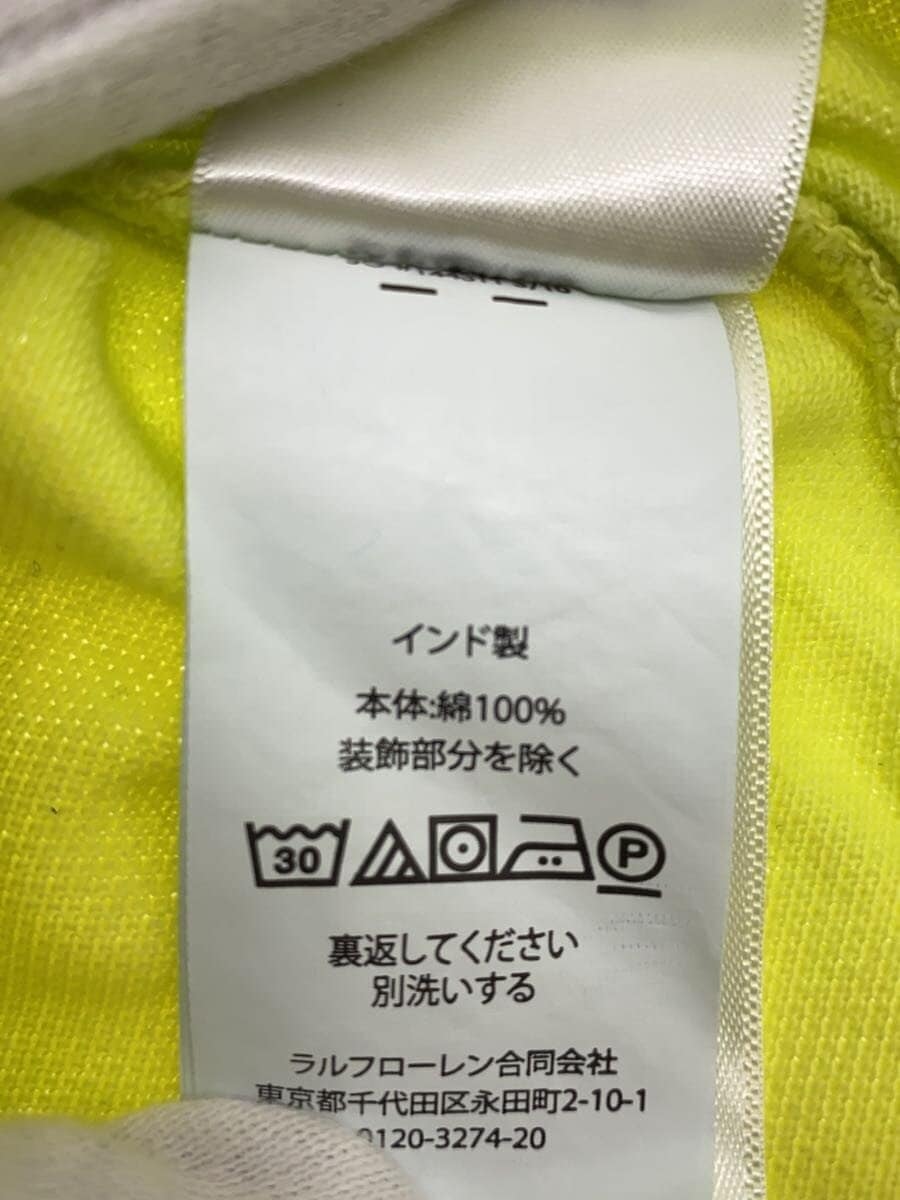 インド製
本体:綿100%
装飾部分を除く
30
P
裏返してください
別洗いする
ラルフローレン合同会社
東京都千代田区永田町2-10-1
0120-3274-20